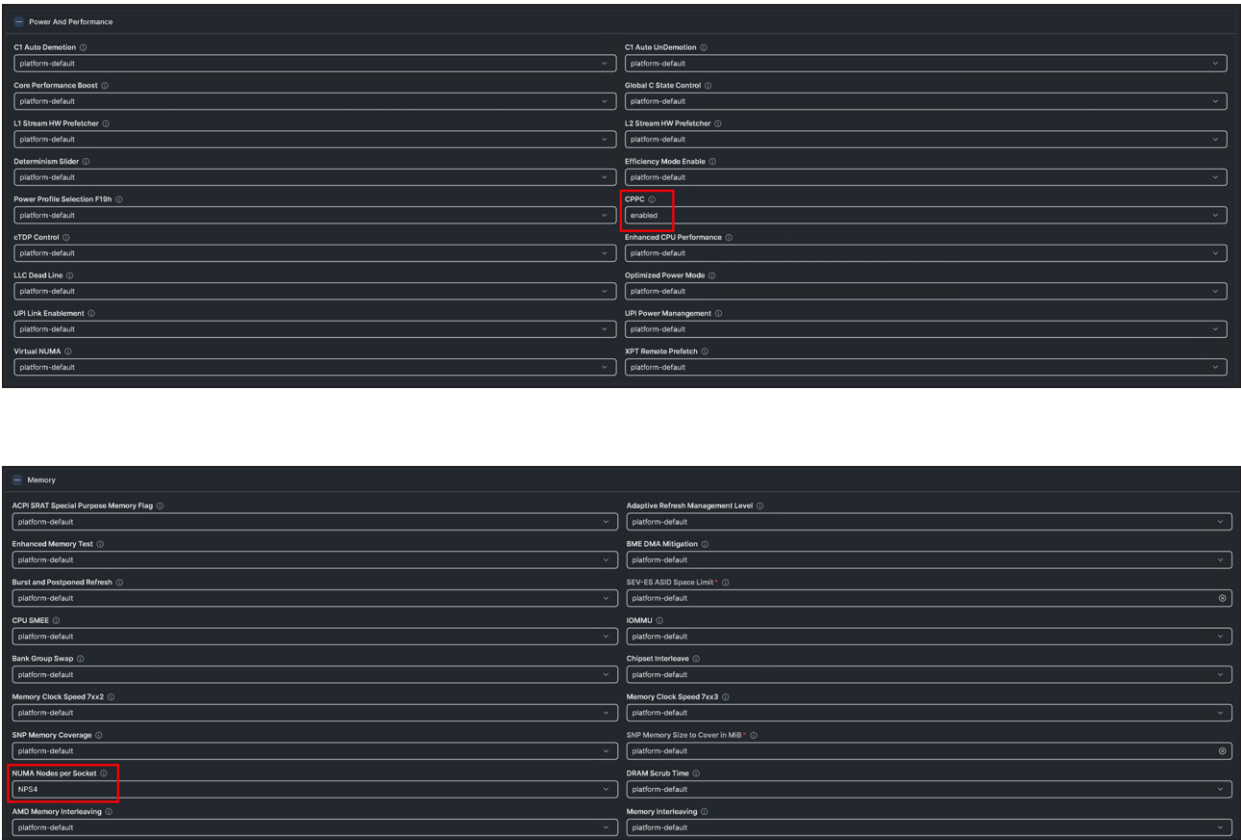 Power And Performance
C1 Auto Demotion C1 Auto UnDemotion
platform-default platform-default
Core Performance Boost Global C State Control
platform-default platform-default
L1 Stream HW Prefetcher L2 Stream HW Prefetcher
platform-default platform-default
Determinism Slider Efficiency Mode Enable
platform-default platform-default
Power Profile Selection F19h CPPC
platform-default enabled
cTDP Control Enhanced CPU Performance
platform-default platform-default
LLC Dead Line Optimized Power Mode
platform-default platform-default
UPI Link Enablement UPI Power Manangement
platform-default platform-default
Virtual NUMA XPT Remote Prefetch
platform-default platform-default
Memory
ACPI SRAT Special Purpose Memory Flag Adaptive Refresh Management Level
platform-default platform-default
Enhanced Memory Test BME DMA Mitigation
platform-default platform-default
Burst and Postponed Refresh SEV-ES ASID Space Limit *
platform-default platform-default
CPU SMEE IOMMU
platform-default platform-default
Bank Group Swap Chipset Interleave
platform-default platform-default
Memory Clock Speed 7xx2 Memory Clock Speed 7xx3
platform-default platform-default
SNP Memory Coverage SNP Memory Size to Cover in MiB *
platform-default platform-default
NUMA Nodes per Socket DRAM Scrub Time
NPS4 platform-default
AMD Memory Interleaving Memory Interleaving
platform-default platform-default